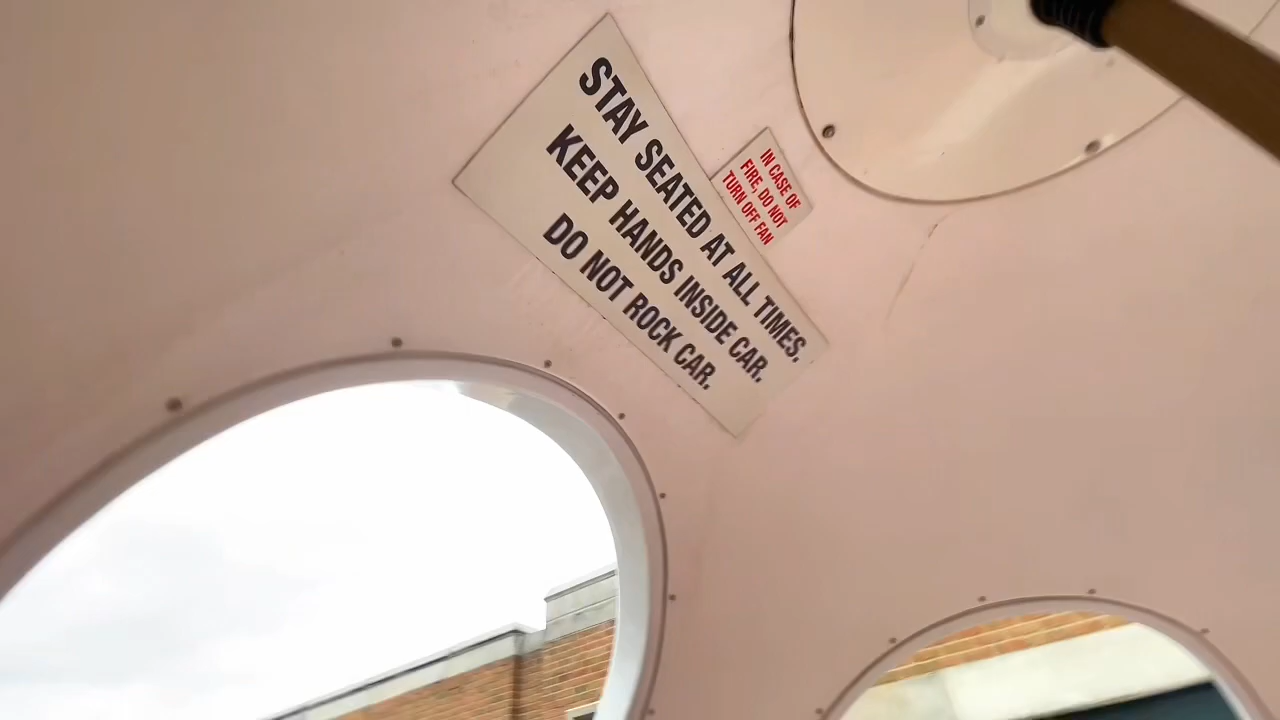 STAY SEATED AT ALL TIMES.
KEEP HANDS INSIDE CAR.
DO NOT ROCK CAR.
IN CASE OF
FIRE, DO NOT
TURN OFF FAN